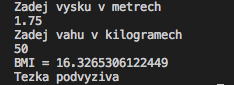 Zadej vysku v metrech
1.75
Zadej vahu v kilogramech
50
BMI = 16.3265306122449
Tezka podvyziva